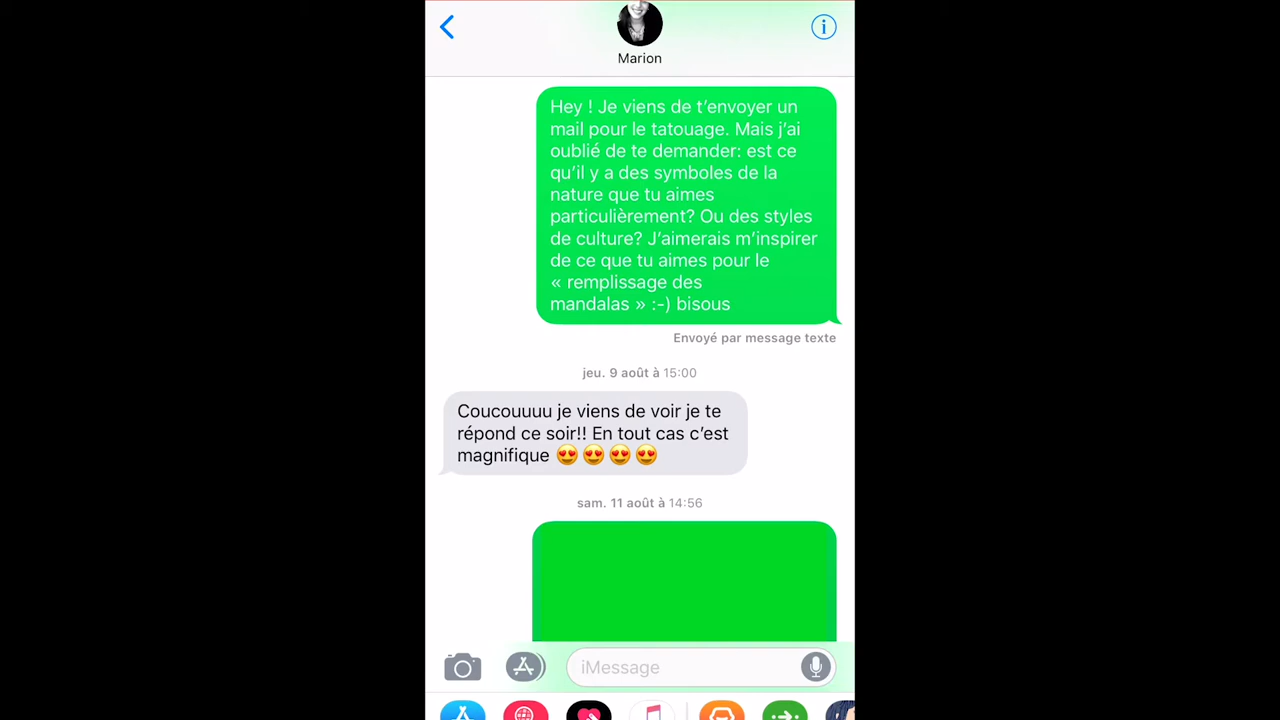 Marion
Hey ! Je viens de t’envoyer un
mail pour le tatouage. Mais j’ai
oublié de te demander: est ce
qu’il y a des symboles de la
nature que tu aimes
particulièrement? Ou des styles
de culture? J’aimerais m’inspirer
de ce que tu aimes pour le
« remplissage des
mandalas » :-) bisous
Envoyé par message texte
jeu. 9 août à 15:00
Coucouuuu je viens de voir je te
répond ce soir!! En tout cas c’est
magnifique 😍😍😍😍
sam. 11 août à 14:56
iMessage